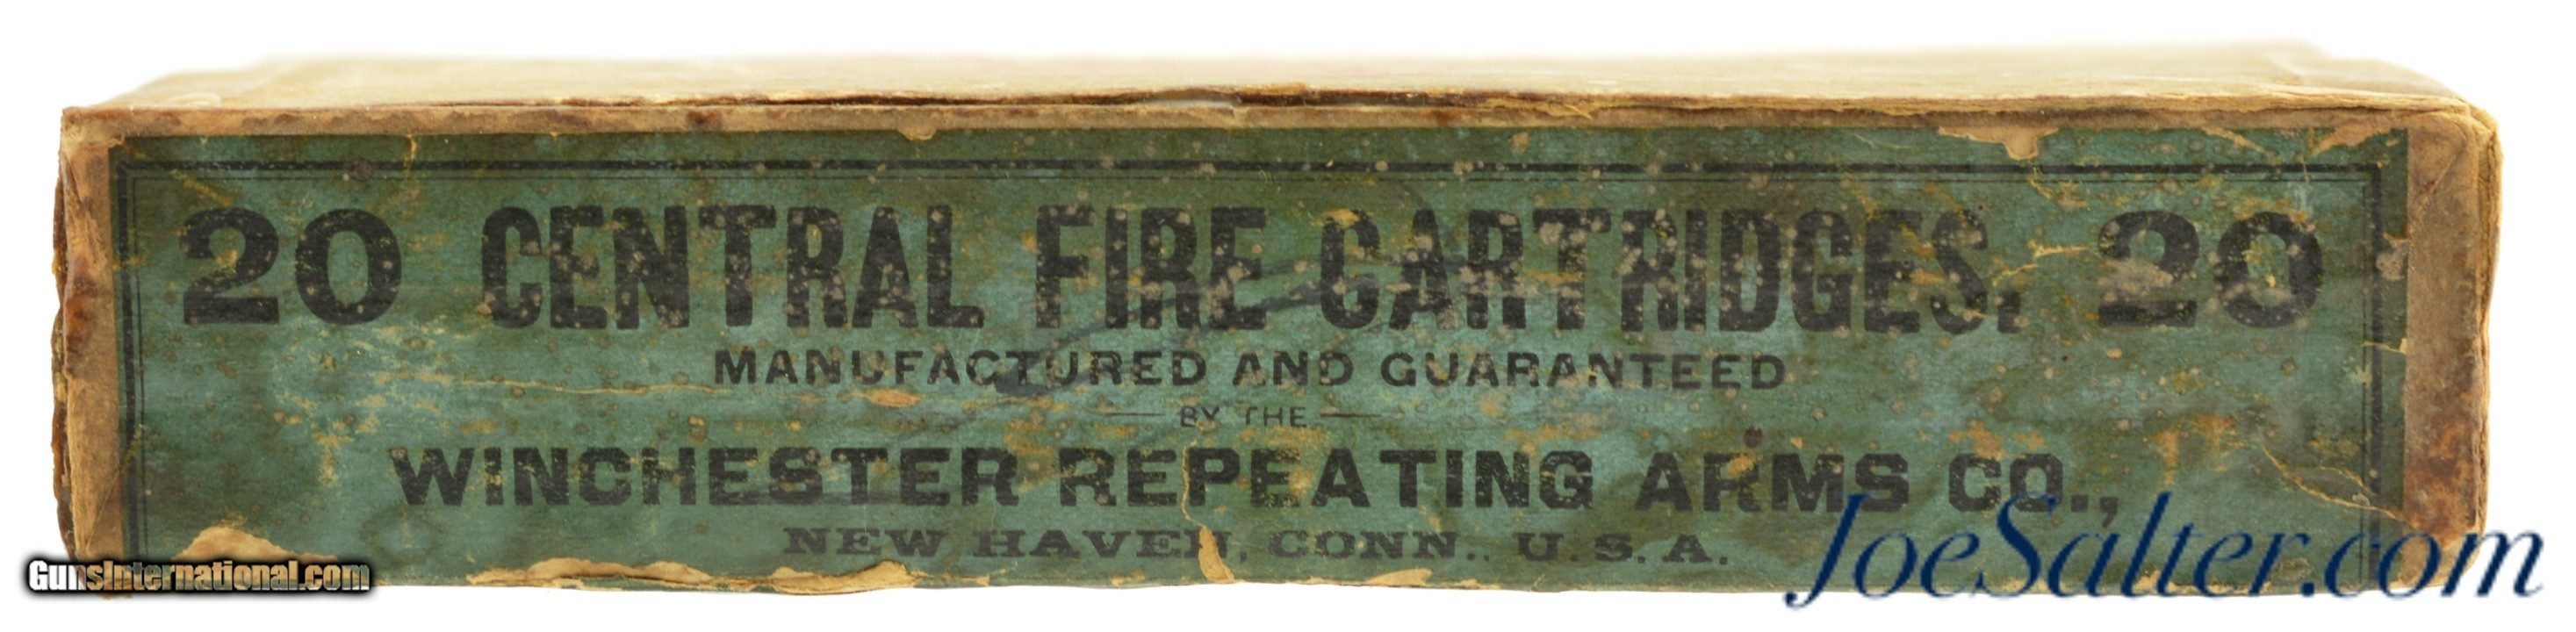 20 CENTRAL FIRE CARTRIDGES. 20
MANUFACTURED AND GUARANTEED
BY THE
WINCHESTER REPEATING ARMS CO.,
NEW HAVEN, CONN., U.S.A.
GunsInternational.com
JoeSalter.com